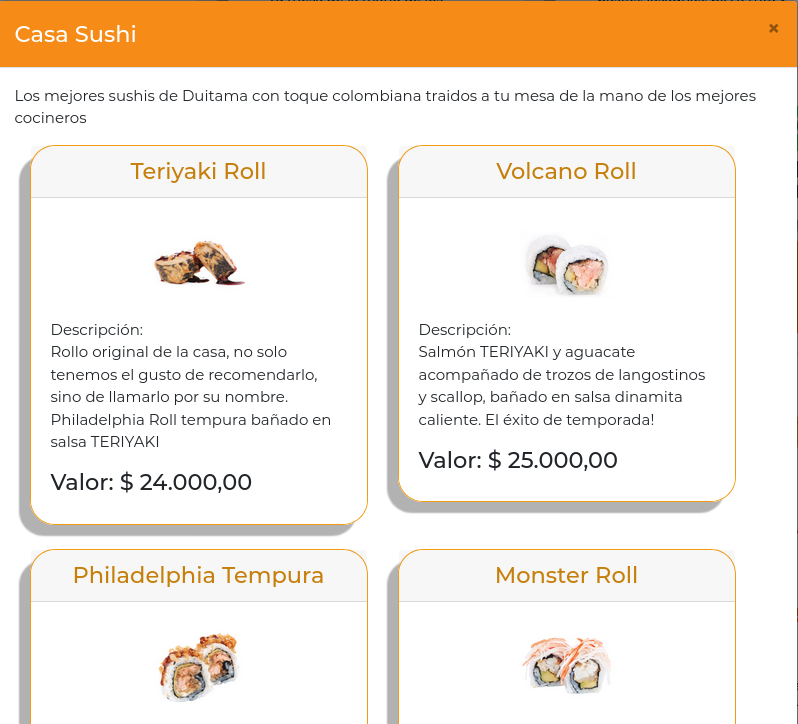 Casa Sushi
×
Los mejores sushis de Duitama con toque colombiana traidos a tu mesa de la mano de los mejores
cocineros
Teriyaki Roll
Descripción:
Rollo original de la casa, no solo
tenemos el gusto de recomendarlo,
sino de llamarlo por su nombre.
Philadelphia Roll tempura bañado en
salsa TERIYAKI
Valor: $ 24.000,00
Volcano Roll
Descripción:
Salmón TERIYAKI y aguacate
acompañado de trozos de langostinos
y scallop, bañado en salsa dinamita
caliente. El éxito de temporada!
Valor: $ 25.000,00
Philadelphia Tempura
Monster Roll